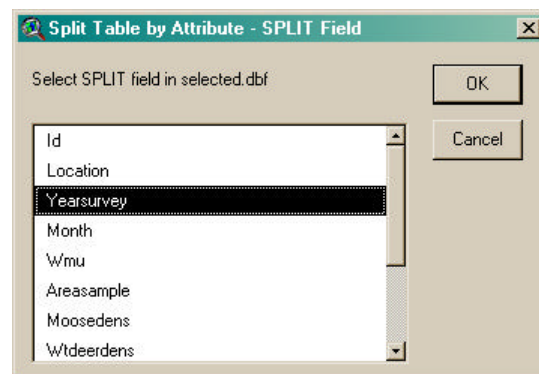 Split Table by Attribute - SPLIT Field
Select SPLIT field in selected.dbf
OK
Cancel
Id
Location
Yearsurvey
Month
Wmu
Areasample
Moosedens
Wtdeerdens